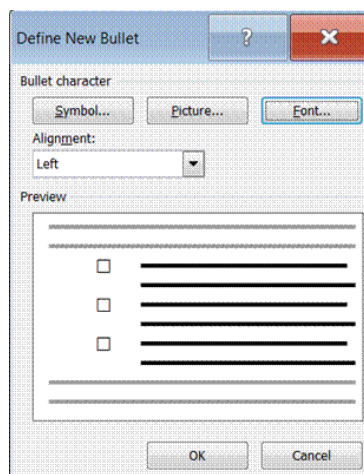 Define New Bullet ?
Bullet character
Symbol... Picture... Font...
Alignment:
Left
Preview
OK Cancel